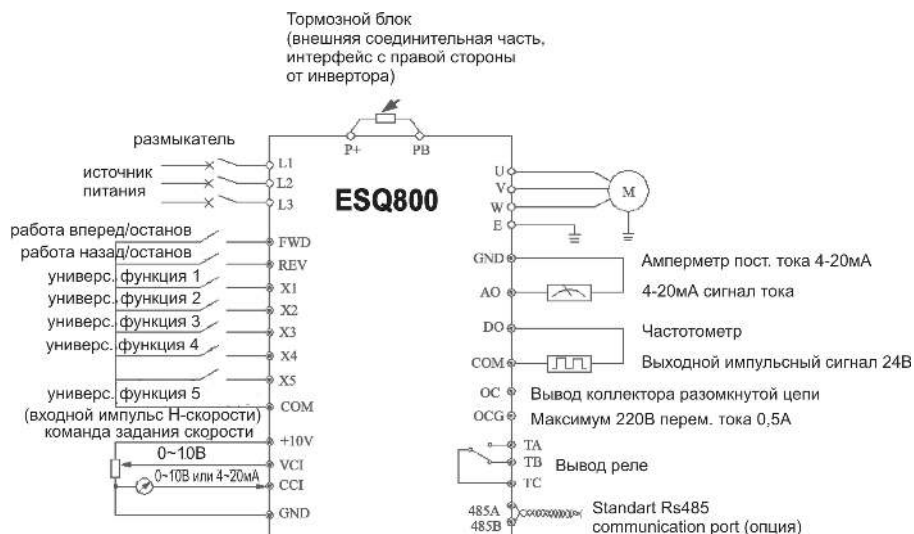 Тормозной блок
(внешняя соединительная часть,
интерфейс с правой стороны
от инвертора)
P+
PB
размыкатель
источник
питания
L1
L2
L3
ESQ800
U
V
W
E
M
работа вперед/останов
FWD
работа назад/останов
REV
универс. функция 1
X1
универс. функция 2
X2
универс. функция 3
X3
универс. функция 4
X4
X5
универс. функция 5
(входной импульс Н-скорости)
COM
команда задания скорости
+10V
0~10В
VCI
0~10В или 4~20мА
CCI
GND
GND
Амперметр пост. тока 4-20мА
AO
4-20мА сигнал тока
DO
Частотометр
COM
Выходной импульсный сигнал 24В
OC
Вывод коллектора разомкнутой цепи
OCG
Максимум 220В перем. тока 0,5А
TA
TB
Вывод реле
TC
485A
Standart Rs485
485B
communication port (опция)